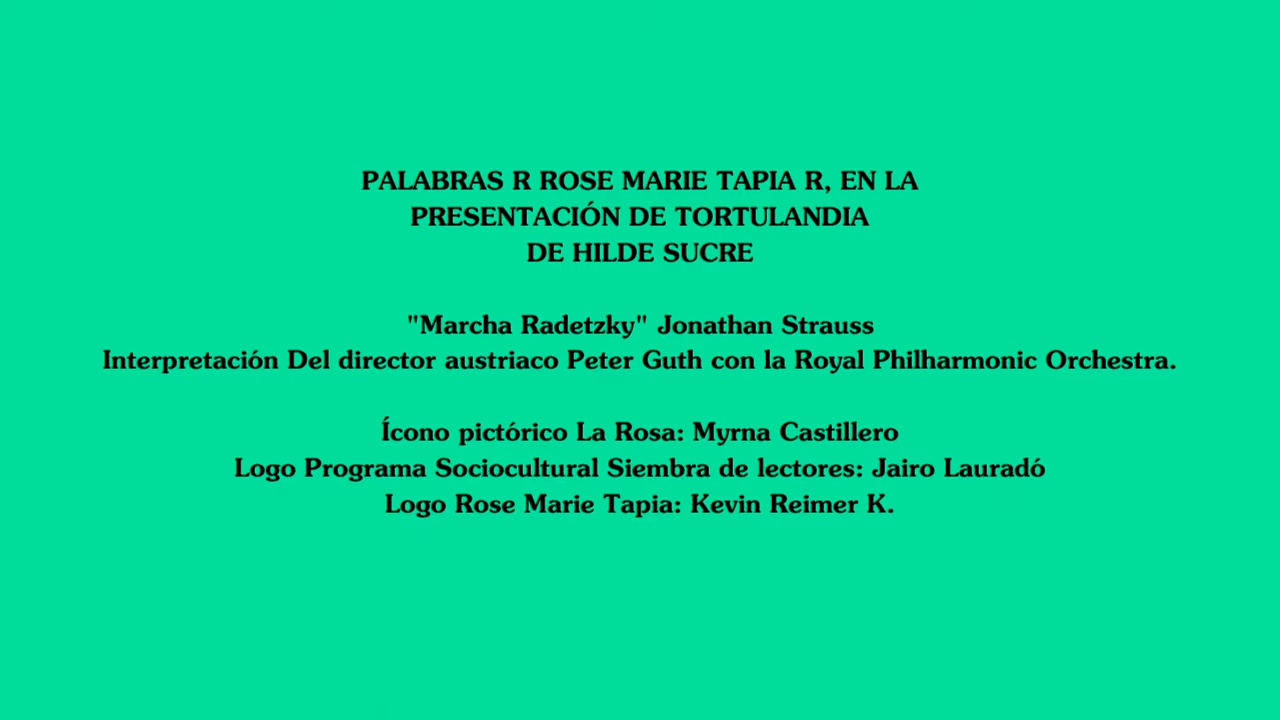 PALABRAS R ROSE MARIE TAPIA R, EN LA
PRESENTACIÓN DE TORTULANDIA
DE HILDE SUCRE
"Marcha Radetzky" Jonathan Strauss
Interpretación Del director austriaco Peter Guth con la Royal Philharmonic Orchestra.
Ícono pictórico La Rosa: Myrna Castillero
Logo Programa Sociocultural Siembra de lectores: Jairo Lauradó
Logo Rose Marie Tapia: Kevin Reimer K.